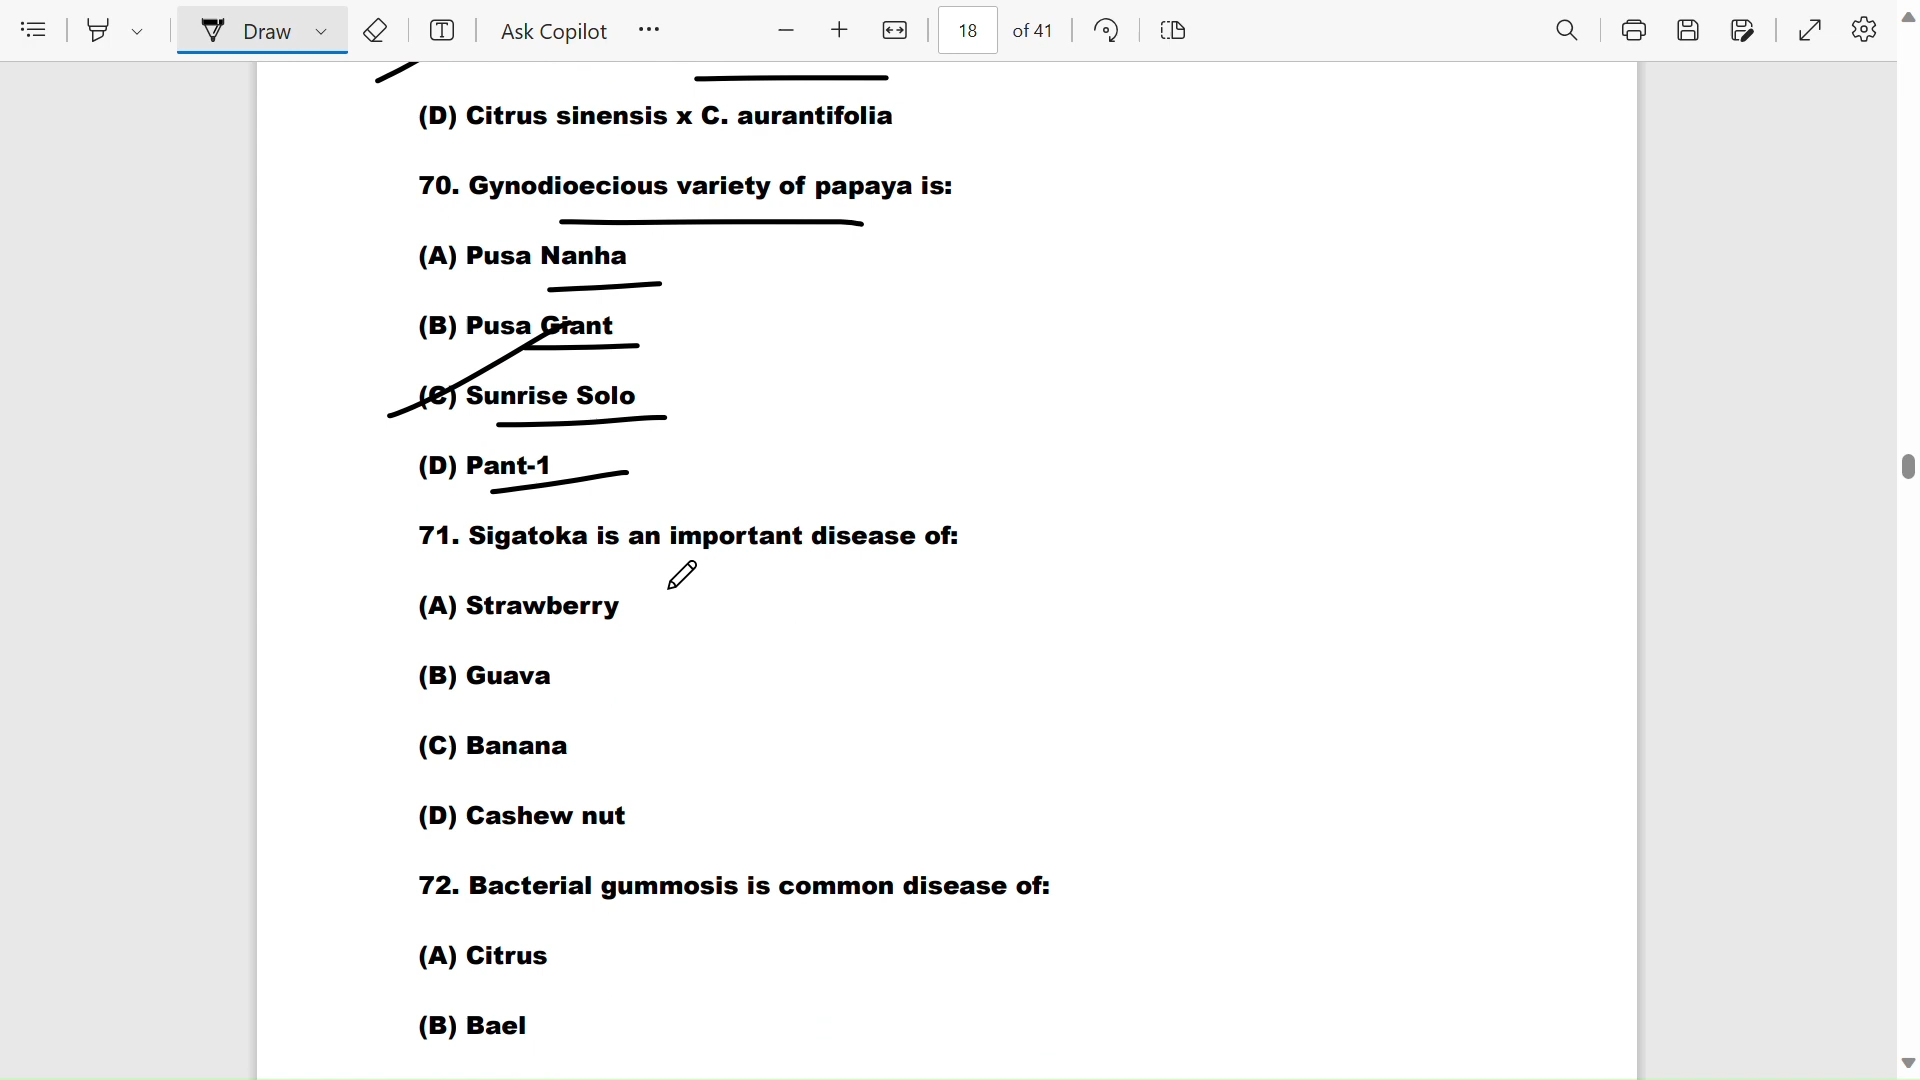 Draw
Ask Copilot
18
of 41
(D) Citrus sinensis x C. aurantifolia
70. Gynodioecious variety of papaya is:
(A) Pusa Nanha
(B) Pusa Giant
(C) Sunrise Solo
(D) Pant-1
71. Sigatoka is an important disease of:
(A) Strawberry
(B) Guava
(C) Banana
(D) Cashew nut
72. Bacterial gummosis is common disease of:
(A) Citrus
(B) Bael